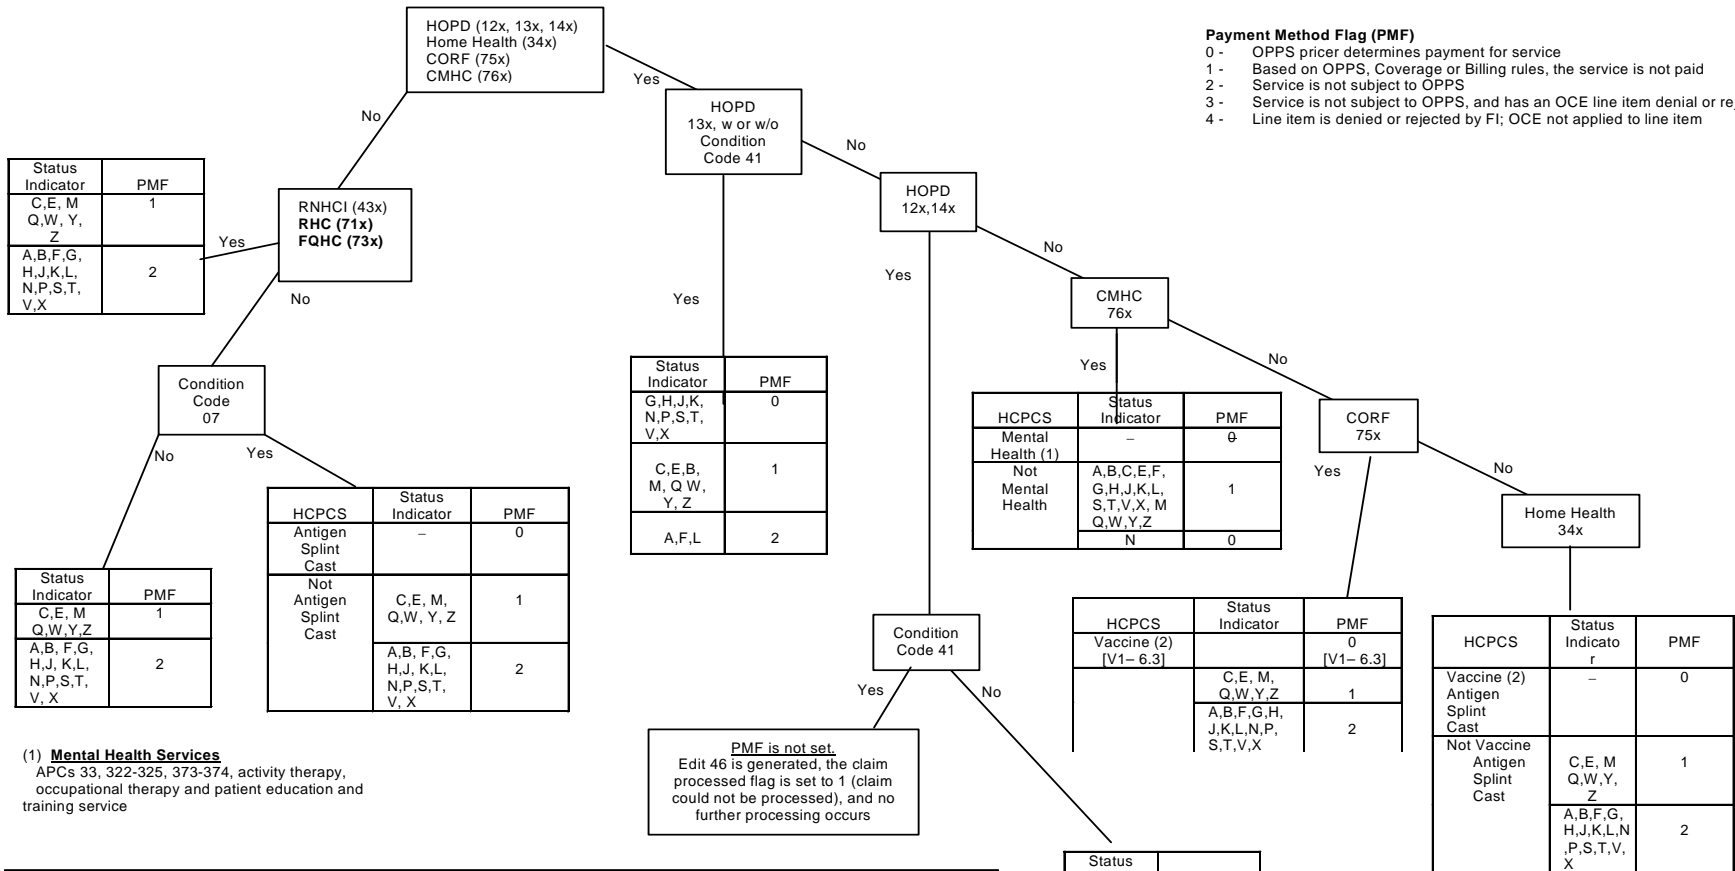 HOPD (12x, 13x, 14x)
Home Health (34x)
CORF (75x)
CMHC (76x)
Payment Method Flag (PMF)
0 - OPPS pricer determines payment for service
1 - Based on OPPS, Coverage or Billing rules, the service is not paid
2 - Service is not subject to OPPS
3 - Service is not subject to OPPS, and has an OCE line item denial or re
4 - Line item is denied or rejected by FI; OCE not applied to line item
Yes
No
HOPD
13x, w or w/o
Condition
Code 41
No
HOPD
12x,14x
Status
Indicator PMF
C,E, M
Q,W, Y,
Z
1
A,B,F,G,
H,J,K,L,
N,P,S,T,
V,X
2
Yes
RNHCI (43x)
RHC (71x)
FQHC (73x)
No
Yes
Yes
No
CMHC
76x
Yes
No
Condition
Code
07
No
Yes
Status
Indicator PMF
G,H,J,K,
N,P,S,T,
V,X
0
C,E,B,
M, Q W,
Y, Z
1
A,F,L 2
HCPCS Status
Indicator PMF
Mental
Health (1)
– 0
Not
Mental
Health
A,B,C,E,F,
G,H,J,K,L,
S,T,V,X, M
Q,W,Y,Z
1
N 0
CORF
75x
Yes
No
Home Health
34x
HCPCS Status
Indicator PMF
Antigen
Splint
Cast
– 0
Not
Antigen
Splint
Cast
C,E, M,
Q,W, Y, Z
1
A,B, F,G,
H,J, K,L,
N,P,S,T,
V, X
2
Status
Indicator PMF
C,E, M
Q,W,Y,Z
1
A,B, F,G,
H,J, K,L,
N,P,S,T,
V, X
2
Condition
Code 41
Yes
No
HCPCS Status
Indicator PMF
Vaccine (2)
[V1– 6.3]
0
[V1– 6.3]
C,E, M,
Q,W,Y,Z
1
A,B,F,G,H,
J,K,L,N,P,
S,T,V,X
2
HCPCS Status
Indicato
r
PMF
Vaccine (2)
Antigen
Splint
Cast
– 0
Not Vaccine
Antigen
Splint
Cast
C,E, M
Q,W,Y,
Z
1
A,B,F,G,
H,J,K,L,N
,P,S,T,V,
X
2
PMF is not set.
Edit 46 is generated, the claim
processed flag is set to 1 (claim
could not be processed), and no
further processing occurs
(1) Mental Health Services
APCs 33, 322-325, 373-374, activity therapy,
occupational therapy and patient education and
training service
Status